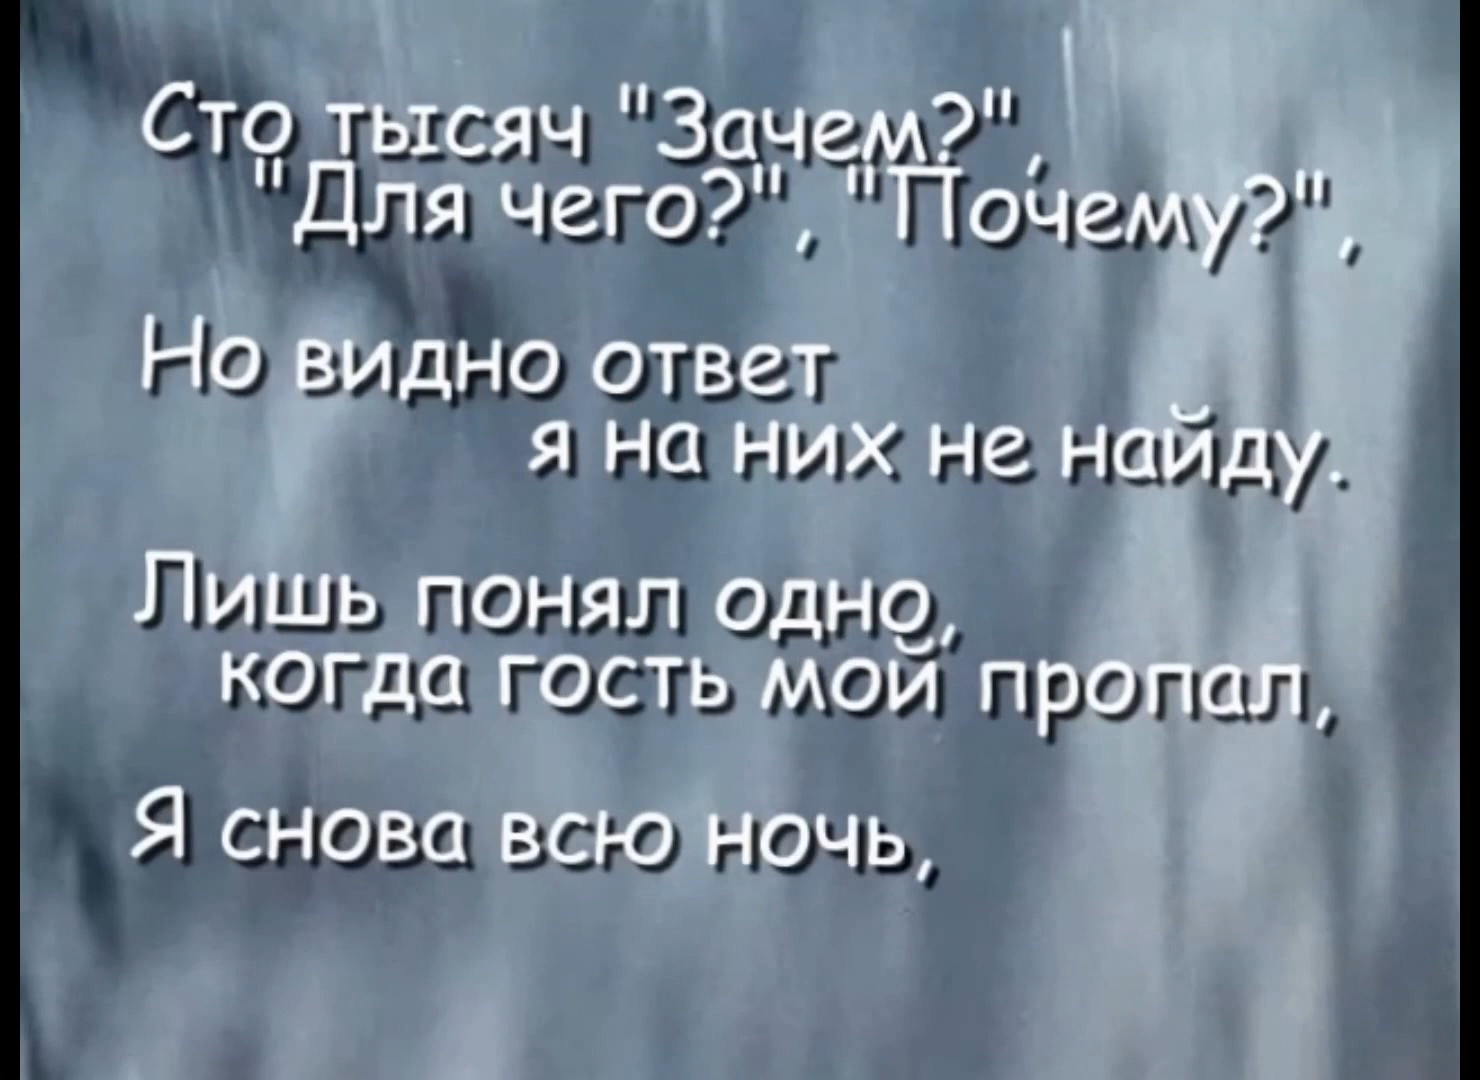 Сто тысяч "Зачем?",
"Для чего?", "Почему?",
Но видно ответ
я на них не найду.
Лишь понял одно,
когда гость мой пропал,
Я снова всю ночь,